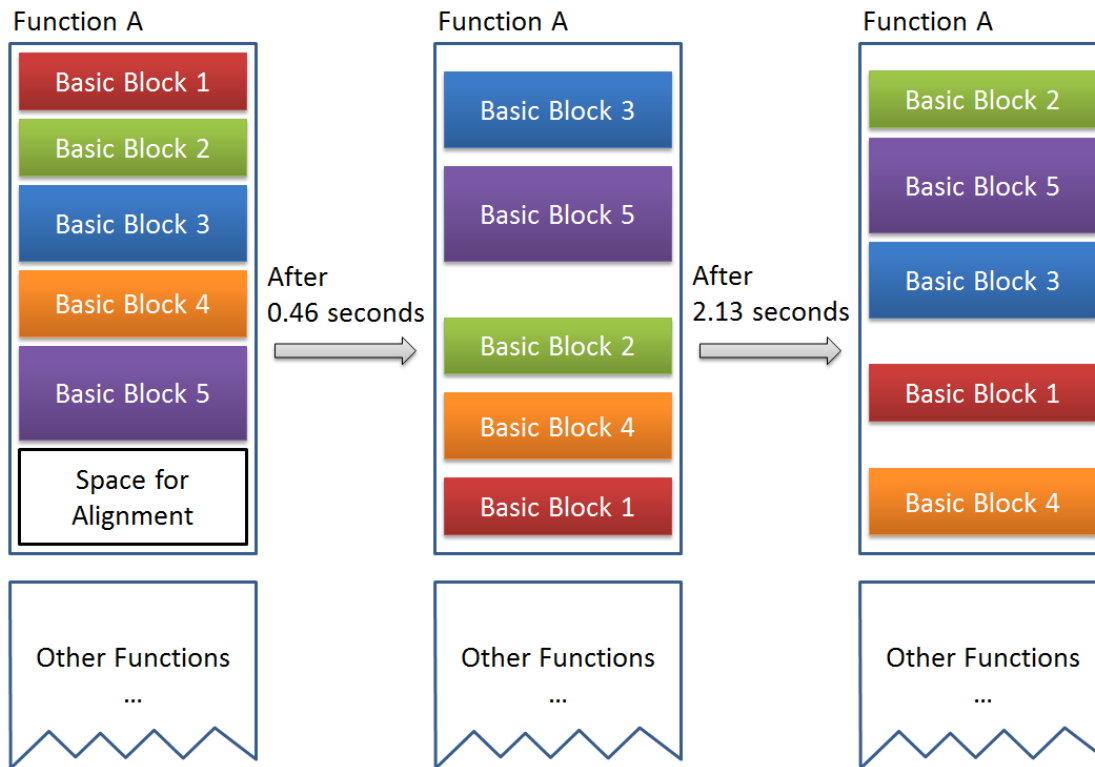 Function A
Basic Block 1
Basic Block 2
Basic Block 3
Basic Block 4
Basic Block 5
Space for
Alignment
Other Functions
...
After
0.46 seconds
Function A
Basic Block 3
Basic Block 5
Basic Block 2
Basic Block 4
Basic Block 1
Other Functions
...
After
2.13 seconds
Function A
Basic Block 2
Basic Block 5
Basic Block 3
Basic Block 1
Basic Block 4
Other Functions
...